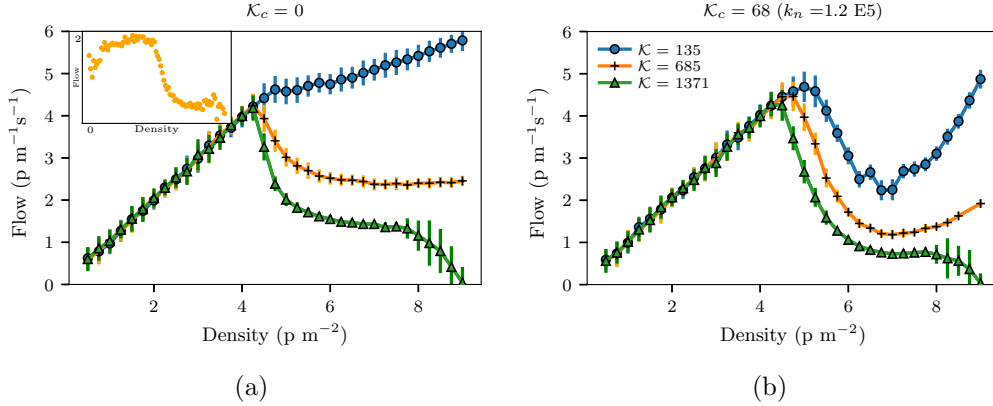 𝒦c = 0
6
5
4
3
2
1
0
Flow (p m−1s−1)
2
Flow
0
Density
2
4
6
8
Density (p m−2)
(a)
𝒦c = 68 (kn =1.2 E5)
𝒦 = 135
𝒦 = 685
𝒦 = 1371
6
5
4
3
2
1
0
Flow (p m−1s−1)
2
4
6
8
Density (p m−2)
(b)